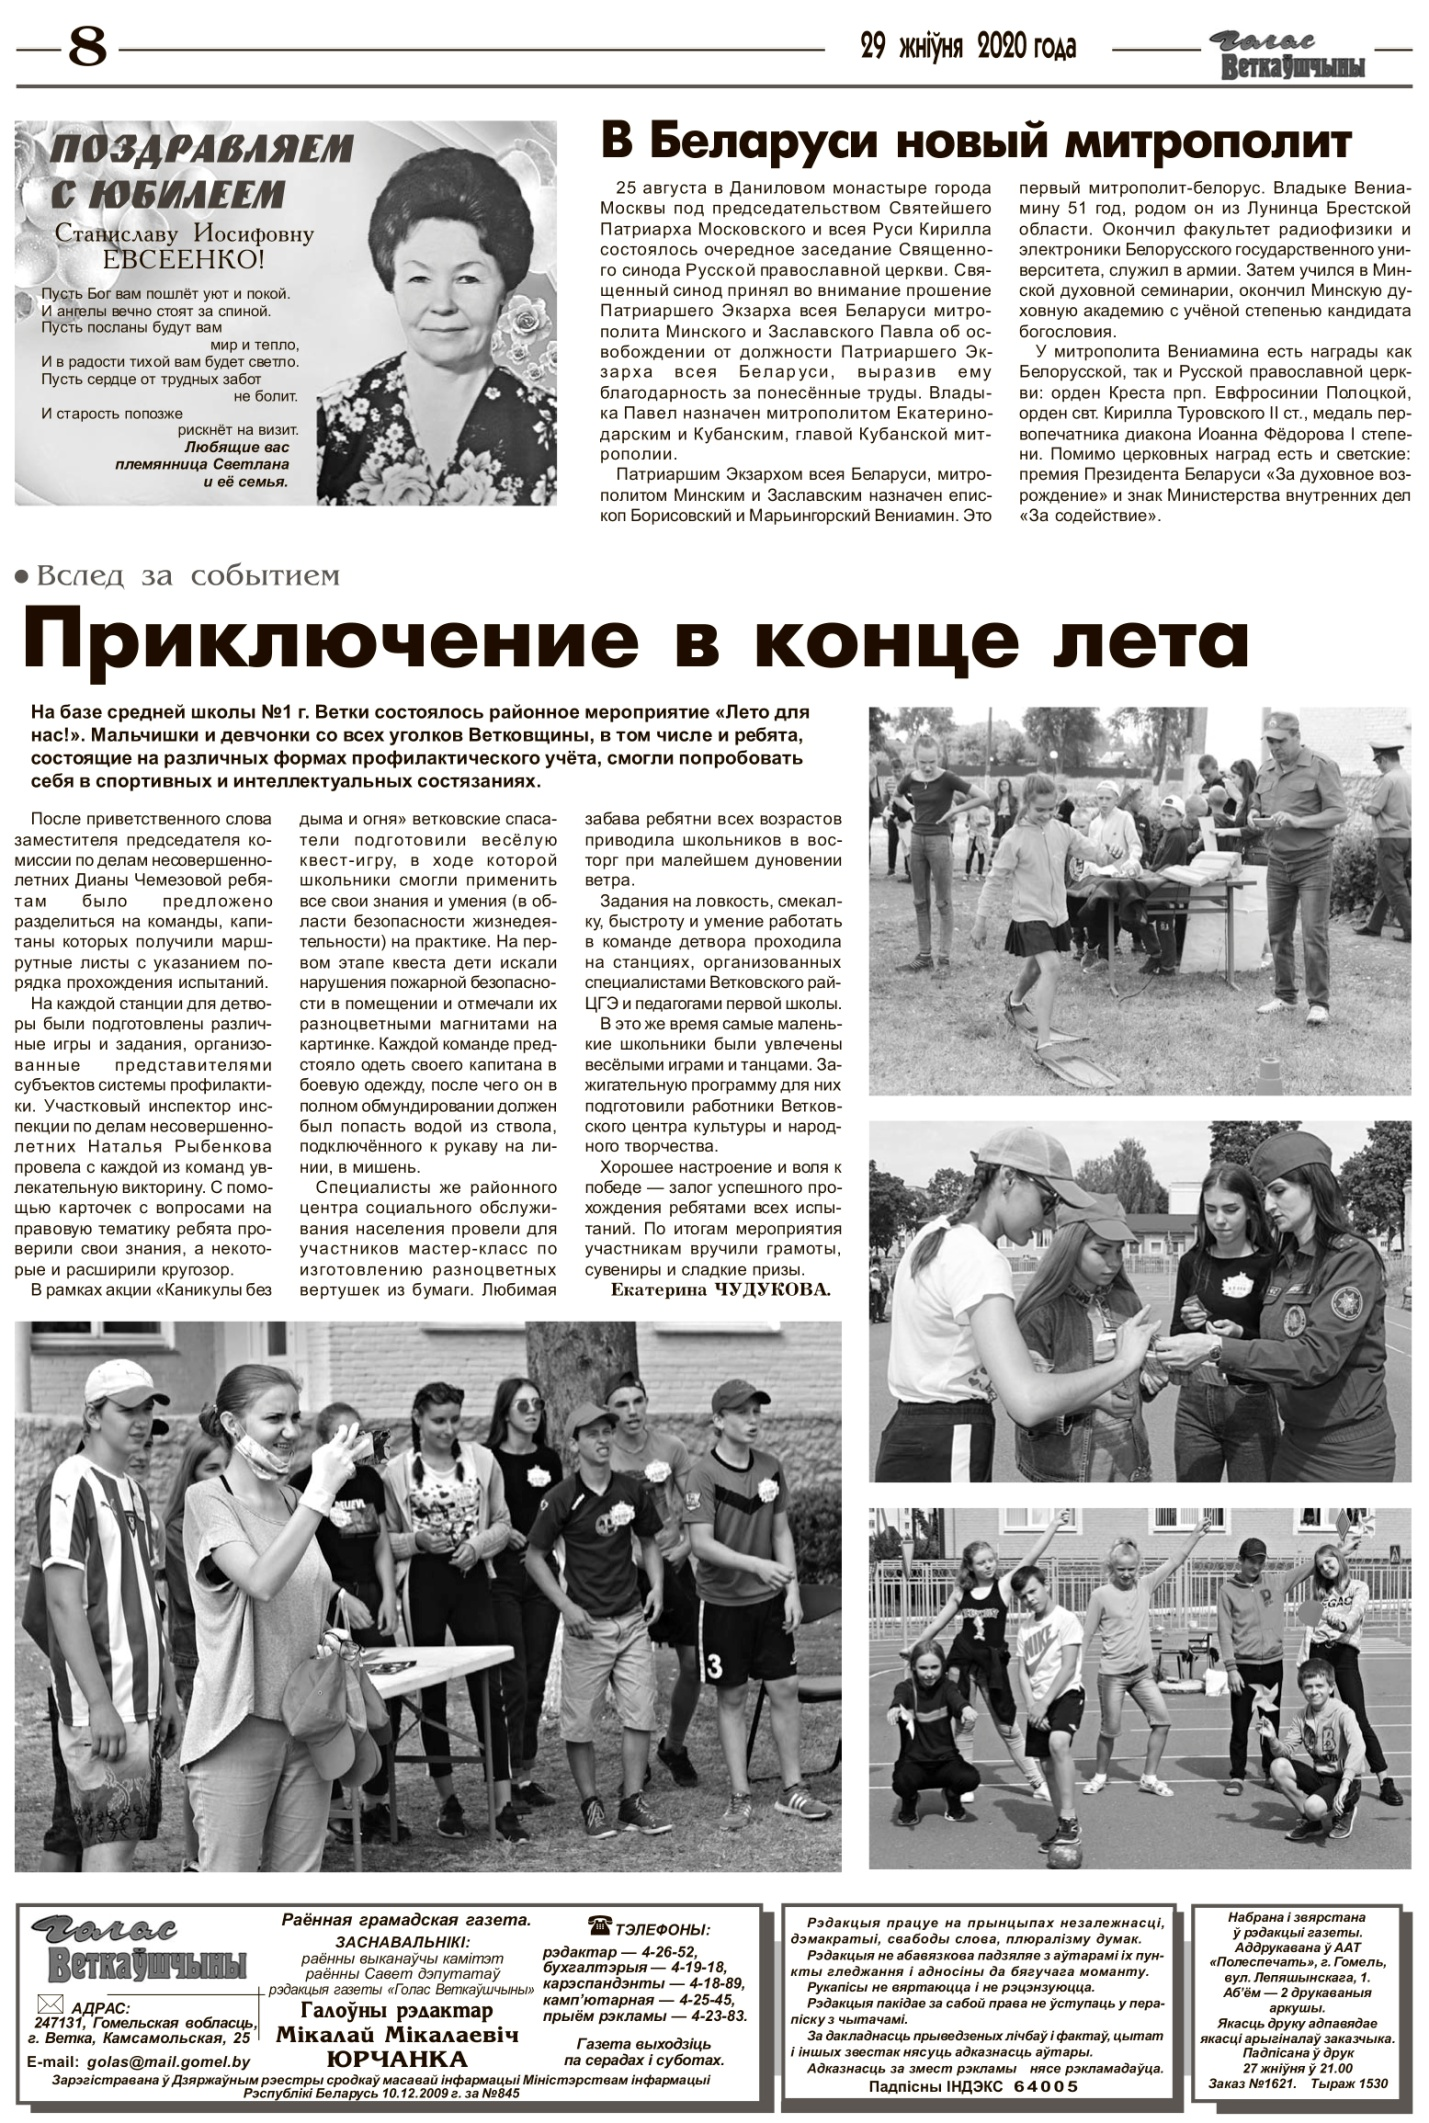 8
29 жніўня 2020 года
Голас
Веткаўшчыны
ПОЗДРАВЛЯЕМ
С ЮБИЛЕЕМ
Станиславу Иосифовну
ЕВСЕЕНКО!
Пусть Бог вам пошлёт уют и покой.
И ангелы вечно стоят за спиной.
Пусть посланы будут вам
мир и тепло,
И в радости тихой вам будет светло.
Пусть сердце от трудных забот
не болит.
И старость попозже
рискнёт на визит.
Любящие вас
племянница Светлана
и её семья.
В Беларуси новый митрополит
25 августа в Даниловом монастыре города
Москвы под председательством Святейшего
Патриарха Московского и всея Руси Кирилла
состоялось очередное заседание Священно-
го синода Русской православной церкви. Свя-
щенный синод принял во внимание прошение
Патриаршего Экзарха всея Беларуси митро-
полита Минского и Заславского Павла об ос-
вобождении от должности Патриаршего Эк-
зарха всея Беларуси, выразив ему
благодарность за понесённые труды. Влады-
ка Павел назначен митрополитом Екатерино-
дарским и Кубанским, главой Кубанской мит-
рополии.
Патриаршим Экзархом всея Беларуси, митро-
политом Минским и Заславским назначен епис-
коп Борисовский и Марьингорский Вениамин. Это
первый митрополит-белорус. Владыке Вениа-
мину 51 год, родом он из Лунинца Брестской
области. Окончил факультет радиофизики и
электроники Белорусского государственного уни-
верситета, служил в армии. Затем учился в Мин-
ской духовной семинарии, окончил Минскую ду-
ховную академию с учёной степенью кандидата
богословия.
У митрополита Вениамина есть награды как
Белорусской, так и Русской православной церк-
ви: орден Креста прп. Евфросинии Полоцкой,
орден свт. Кирилла Туровского II ст., медаль пер-
вопечатника диакона Иоанна Фёдорова I степе-
ни. Помимо церковных наград есть и светские:
премия Президента Беларуси «За духовное воз-
рождение» и знак Министерства внутренних дел
«За содействие».
● Вслед за событием
Приключение в конце лета
На базе средней школы №1 г. Ветки состоялось районное мероприятие «Лето для
нас!». Мальчишки и девчонки со всех уголков Ветковщины, в том числе и ребята,
состоящие на различных формах профилактического учёта, смогли попробовать
себя в спортивных и интеллектуальных состязаниях.
После приветственного слова
заместителя председателя ко-
миссии по делам несовершенно-
летних Дианы Чемезовой ребя-
там было предложено
разделиться на команды, капи-
таны которых получили марш-
рутные листы с указанием по-
рядка прохождения испытаний.
На каждой станции для детво-
ры были подготовлены различ-
ные игры и задания, организо-
ванные представителями
субъектов системы профилакти-
ки. Участковый инспектор инс-
пекции по делам несовершенно-
летних Наталья Рыбенкова
провела с каждой из команд ув-
лекательную викторину. С помо-
щью карточек с вопросами на
правовую тематику ребята про-
верили свои знания, а некото-
рые и расширили кругозор.
В рамках акции «Каникулы без
дыма и огня» ветковские спаса-
тели подготовили весёлую
квест-игру, в ходе которой
школьники смогли применить
все свои знания и умения (в об-
ласти безопасности жизнедея-
тельности) на практике. На пер-
вом этапе квеста дети искали
нарушения пожарной безопасно-
сти в помещении и отмечали их
разноцветными магнитами на
картинке. Каждой команде пред-
стояло одеть своего капитана в
боевую одежду, после чего он в
полном обмундировании должен
был попасть водой из ствола,
подключённого к рукаву на ли-
нии, в мишень.
Специалисты же районного
центра социального обслужи-
вания населения провели для
участников мастер-класс по
изготовлению разноцветных
вертушек из бумаги. Любимая
забава ребятни всех возрастов
приводила школьников в вос-
торг при малейшем дуновении
ветра.
Задания на ловкость, смекал-
ку, быстроту и умение работать
в команде детвора проходила
на станциях, организованных
специалистами Ветковского рай-
ЦГЭ и педагогами первой школы.
В это же время самые малень-
кие школьники были увлечены
весёлыми играми и танцами. За-
жигательную программу для них
подготовили работники Ветков-
ского центра культуры и народ-
ного творчества.
Хорошее настроение и воля к
победе — залог успешного про-
хождения ребятами всех испы-
таний. По итогам мероприятия
участникам вручили грамоты,
сувениры и сладкие призы.
Екатерина ЧУДУКОВА.
3
NIKE
Голас
Веткаўшчыны
АДРАС:
247131, Гомельская вобласць,
г. Ветка, Камсамольская, 25
E-mail: golas@mail.gomel.by
Раённая грамадская газета.
ЗАСНАВАЛЬНІКІ:
раённы выканаўчы камітэт
раённы Савет дэпутатаў
рэдакцыя газеты «Голас Веткаўшчыны»
Галоўны рэдактар
Мікалай Мікалаевіч
ЮРЧАНКА
ТЭЛЕФОНЫ:
рэдактар — 4-26-52,
бухгалтэрыя — 4-19-18,
карэспандэнты — 4-18-89,
камп'ютарная — 4-25-45,
прыём рэкламы — 4-23-83.
Газета выходзіць
па серадах і суботах.
Зарэгістравана ў Дзяржаўным рэестры сродкаў масавай інфармацыі Міністэрствам інфармацыі
Рэспублікі Беларусь 10.12.2009 г. за №845
Рэдакцыя працуе на прынцыпах незалежнасці,
дэмакратыі, свабоды слова, плюралізму думак.
Рэдакцыя не абавязкова падзяляе з аўтарамі іх пун-
кты гледжання і адносіны да бягучага моманту.
Рукапісы не вяртаюцца і не рэцэнзуюцца.
Рэдакцыя пакідае за сабой права не ўступаць у пера-
піску з чытачамі.
За дакладнасць прыведзеных лічбаў і фактаў, цытат
і іншых звестак нясуць адказнасць аўтары.
Адказнасць за змест рэкламы нясе рэкламадаўца.
Падпісны ІНДЭКС 64005
Набрана і звярстана
ў рэдакцыі газеты.
Аддрукавана ў ААТ
«Полеспечать», г. Гомель,
вул. Лепяшынскага, 1.
Аб'ём — 2 друкаваныя
аркушы.
Якасць друку адпавядае
якасці арыгіналаў заказчыка.
Падпісана ў друк
27 жніўня ў 21.00
Заказ №1621. Тыраж 1530